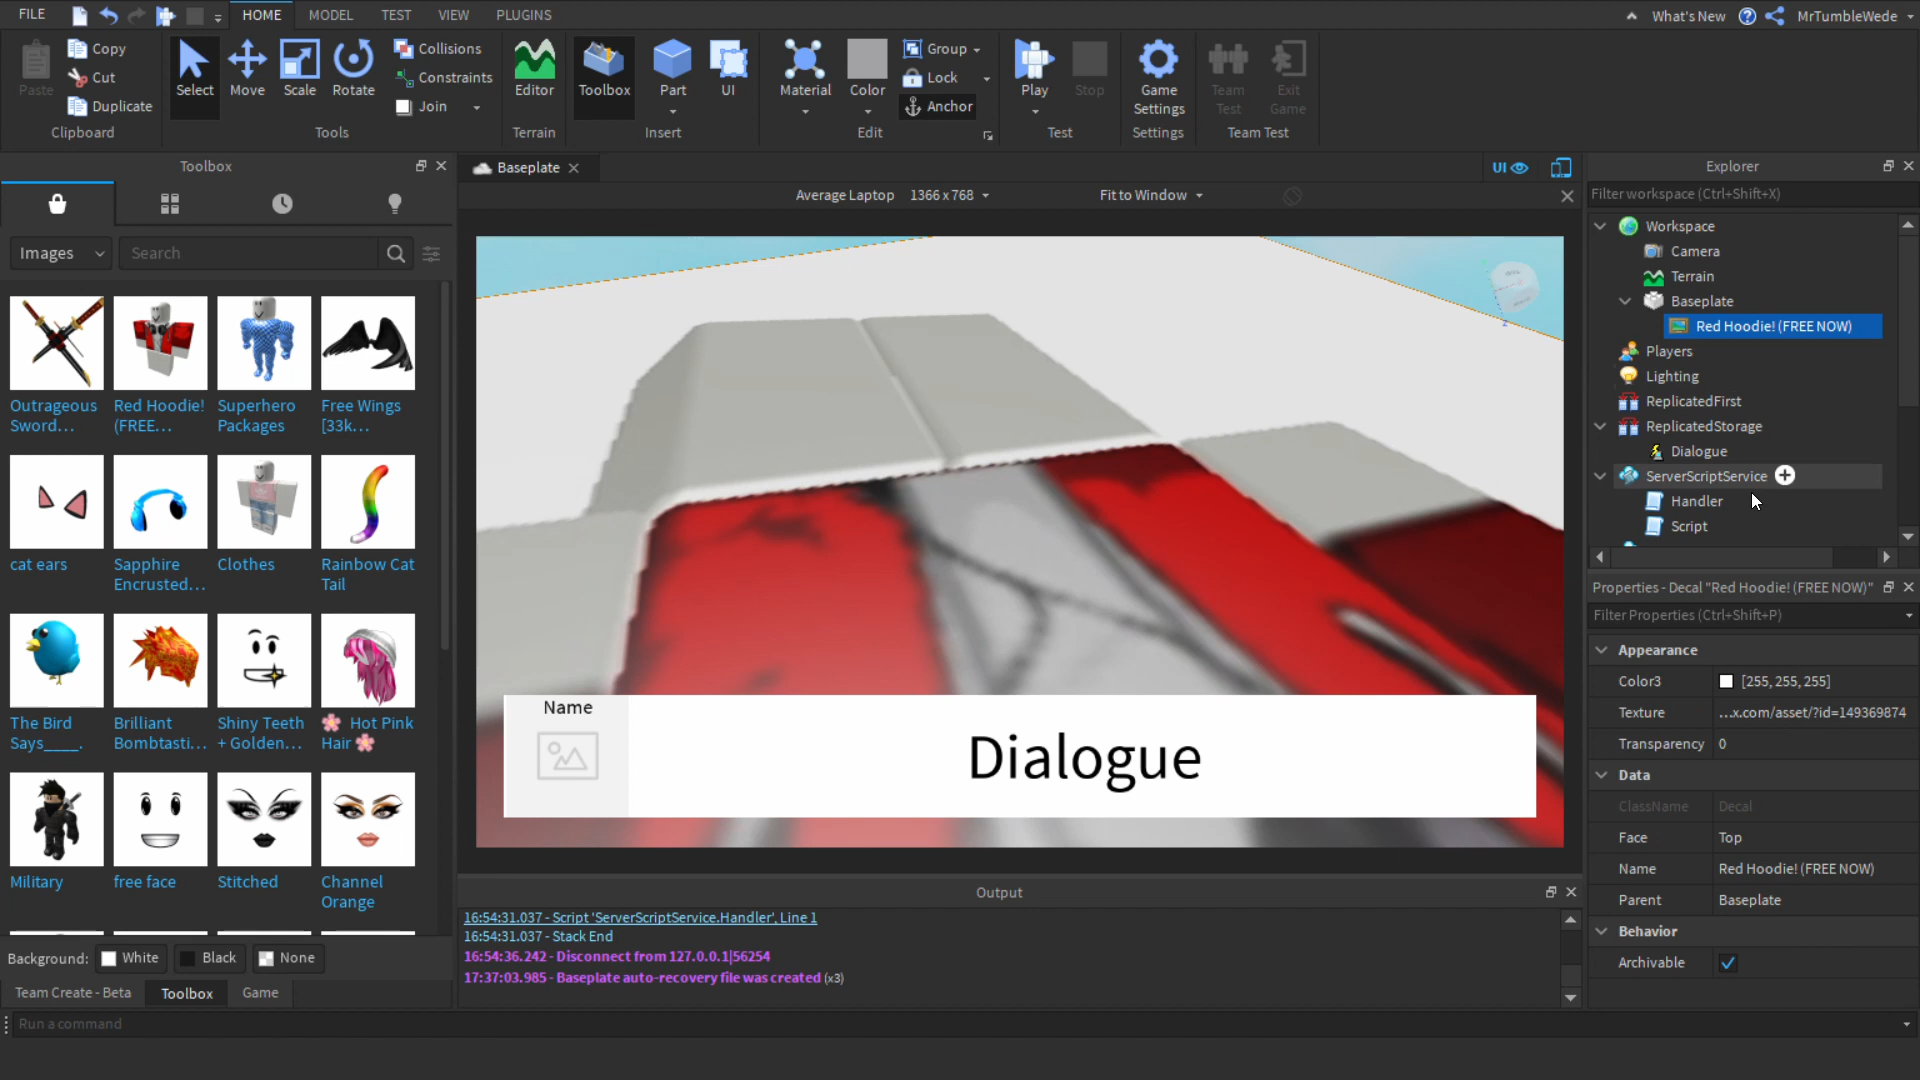 FILE
HOME
MODEL
TEST
VIEW
PLUGINS
What's New
MrTumbleWede
Paste
Copy
Cut
Duplicate
Clipboard
Select
Move
Scale
Rotate
Collisions
Constraints
Join
Tools
Editor
Terrain
Toolbox
Part
UI
Insert
Material
Color
Group
Lock
Anchor
Edit
Play
Stop
Test
Game
Settings
Settings
Team
Test
Exit
Game
Team Test
Toolbox
Images
Search
Outrageous
Sword...
Red Hoodie!
(FREE...
Superhero
Packages
Free Wings
[33k...
cat ears
Sapphire
Encrusted...
Clothes
Rainbow Cat
Tail
The Bird
Says____.
Brilliant
Bombtasti...
Shiny Teeth
+ Golden...
🌸 Hot Pink
Hair 🌸
Military
free face
Stitched
Channel
Orange
Background:
White
Black
None
Team Create - Beta
Toolbox
Game
Run a command
Baseplate
UI
Average Laptop
1366 x 768
Fit to Window
Name
Dialogue
Output
16:54:31.037 - Script 'ServerScriptService.Handler', Line 1
16:54:31.037 - Stack End
16:54:36.242 - Disconnect from 127.0.0.1|56254
17:37:03.985 - Baseplate auto-recovery file was created (x3)
Explorer
Filter workspace (Ctrl+Shift+X)
Workspace
Camera
Terrain
Baseplate
Red Hoodie! (FREE NOW)
Players
Lighting
ReplicatedFirst
ReplicatedStorage
Dialogue
ServerScriptService
Handler
Script
Properties - Decal "Red Hoodie! (FREE NOW)"
Filter Properties (Ctrl+Shift+P)
Appearance
Color3
[255, 255, 255]
Texture
...x.com/asset/?id=149369874
Transparency
0
Data
ClassName
Decal
Face
Top
Name
Red Hoodie! (FREE NOW)
Parent
Baseplate
Behavior
Archivable